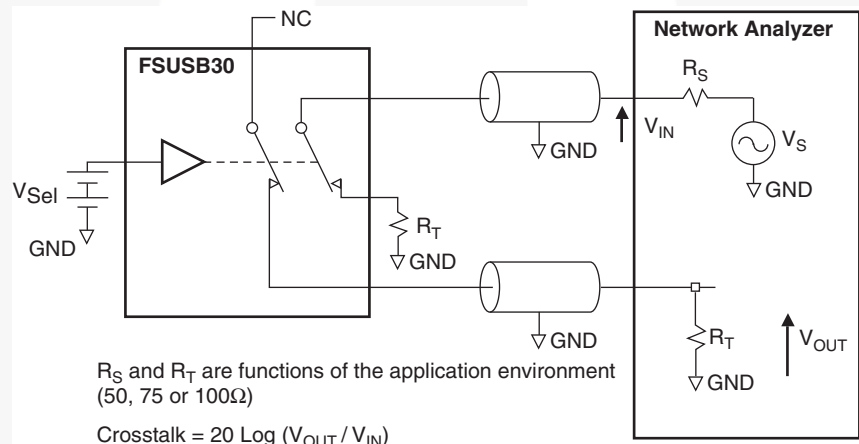 NC
Network Analyzer
FSUSB30
R_S
V_IN
V_S
GND
GND
V_Sel
GND
R_T
GND
GND
R_T
V_OUT
GND
R_S and R_T are functions of the application environment
(50, 75 or 100Ω)
Crosstalk = 20 Log (V_OUT / V_IN)